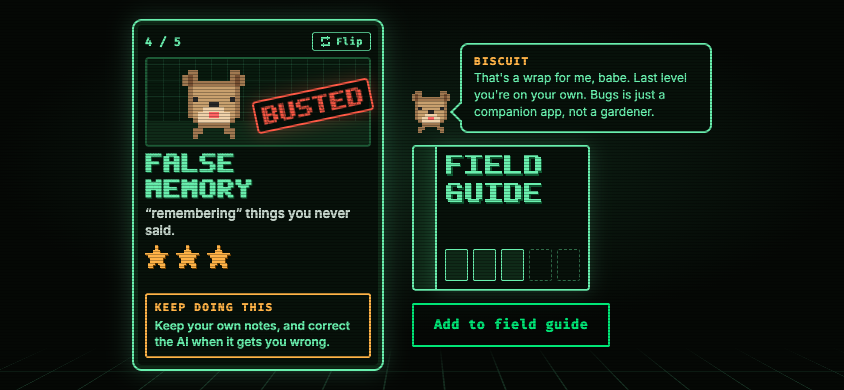 4 / 5
Flip
BUSTED
FALSE
MEMORY
“remembering” things you never
said.
KEEP DOING THIS
Keep your own notes, and correct
the AI when it gets you wrong.
BISCUIT
That's a wrap for me, babe. Last level
you're on your own. Bugs is just a
companion app, not a gardener.
FIELD
GUIDE
Add to field guide